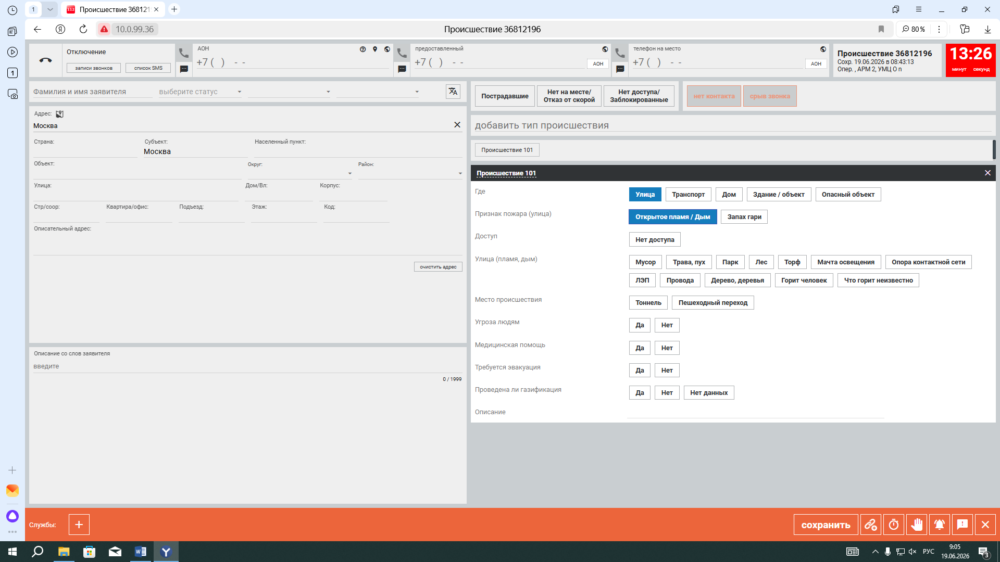 1
Происшествие 36812
10.0.99.36
Происшествие 36812196
80 %
1
Отключение
записи звонков
список SMS
АОН
+7 ( ) - -
предоставленный
+7 ( ) - -
АОН
телефон на место
+7 ( ) - -
АОН
Происшествие 36812196
Сохр. 19.06.2026 в 08:43:13
Опер. , АРМ 2, УМЦ О п
13:26
минут секунд
Фамилия и имя заявителя
выберите статус
Пострадавшие
Нет на месте/
Отказ от скорой
Нет доступа/
Заблокированные
нет контакта
срыв звонка
Адрес:
Москва
добавить тип происшествия
Страна:
Субъект:
Москва
Населенный пункт:
Происшествие 101
Объект:
Округ:
Район:
Происшествие 101
Улица:
Дом/Вл:
Корпус:
Где
Улица
Транспорт
Дом
Здание / объект
Опасный объект
Стр/соор:
Квартира/офис:
Подъезд:
Этаж:
Код:
Признак пожара (улица)
Открытое пламя / Дым
Запах гари
Описательный адрес:
Доступ
Нет доступа
очистить адрес
Улица (пламя, дым)
Мусор
Трава, пух
Парк
Лес
Торф
Мачта освещения
Опора контактной сети
ЛЭП
Провода
Дерево, деревья
Горит человек
Что горит неизвестно
Место происшествия
Тоннель
Пешеходный переход
Угроза людям
Да
Нет
Медицинская помощь
Да
Нет
Описание со слов заявителя
введите
0 / 1999
Требуется эвакуация
Да
Нет
Проведена ли газификация
Да
Нет
Нет данных
Описание
Службы:
сохранить
РУС
9:05
19.06.2026
3